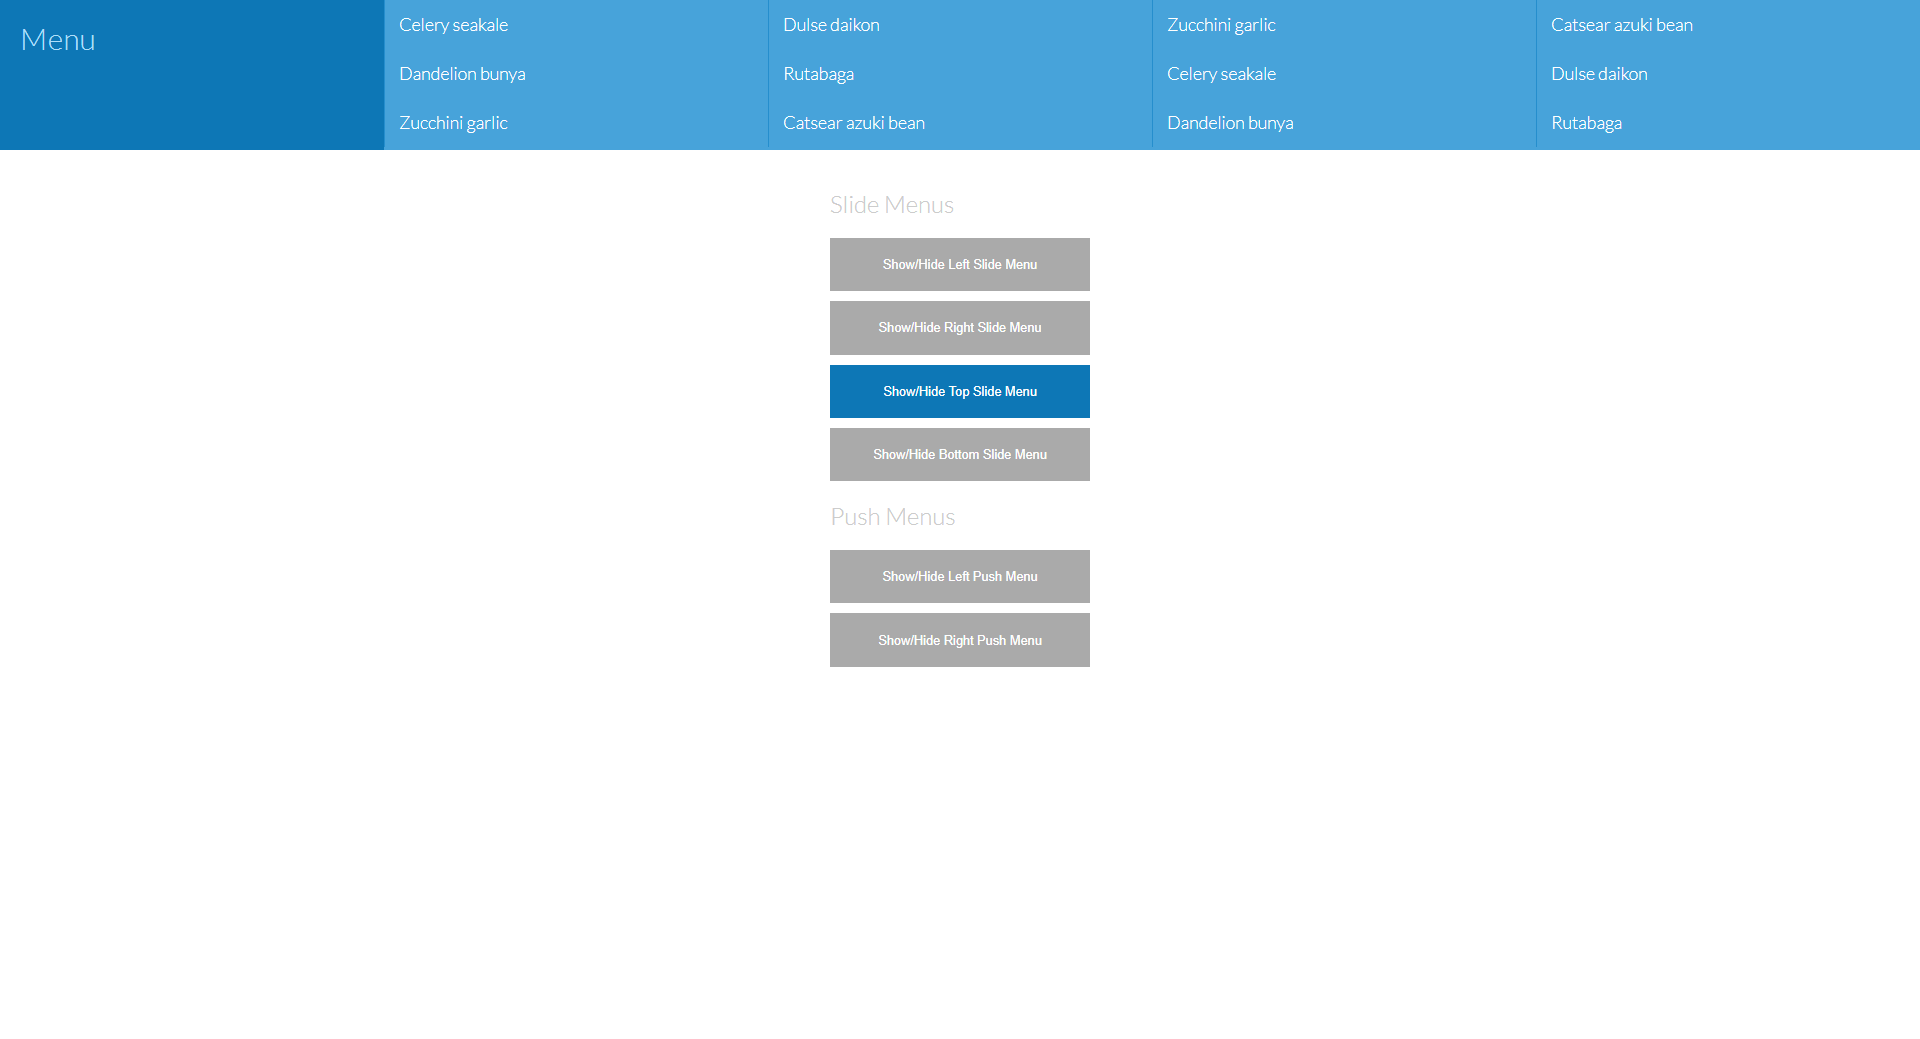 Menu
Celery seakale
Dandelion bunya
Zucchini garlic
Dulse daikon
Rutabaga
Catsear azuki bean
Zucchini garlic
Celery seakale
Dandelion bunya
Catsear azuki bean
Dulse daikon
Rutabaga
Slide Menus
Show/Hide Left Slide Menu
Show/Hide Right Slide Menu
Show/Hide Top Slide Menu
Show/Hide Bottom Slide Menu
Push Menus
Show/Hide Left Push Menu
Show/Hide Right Push Menu